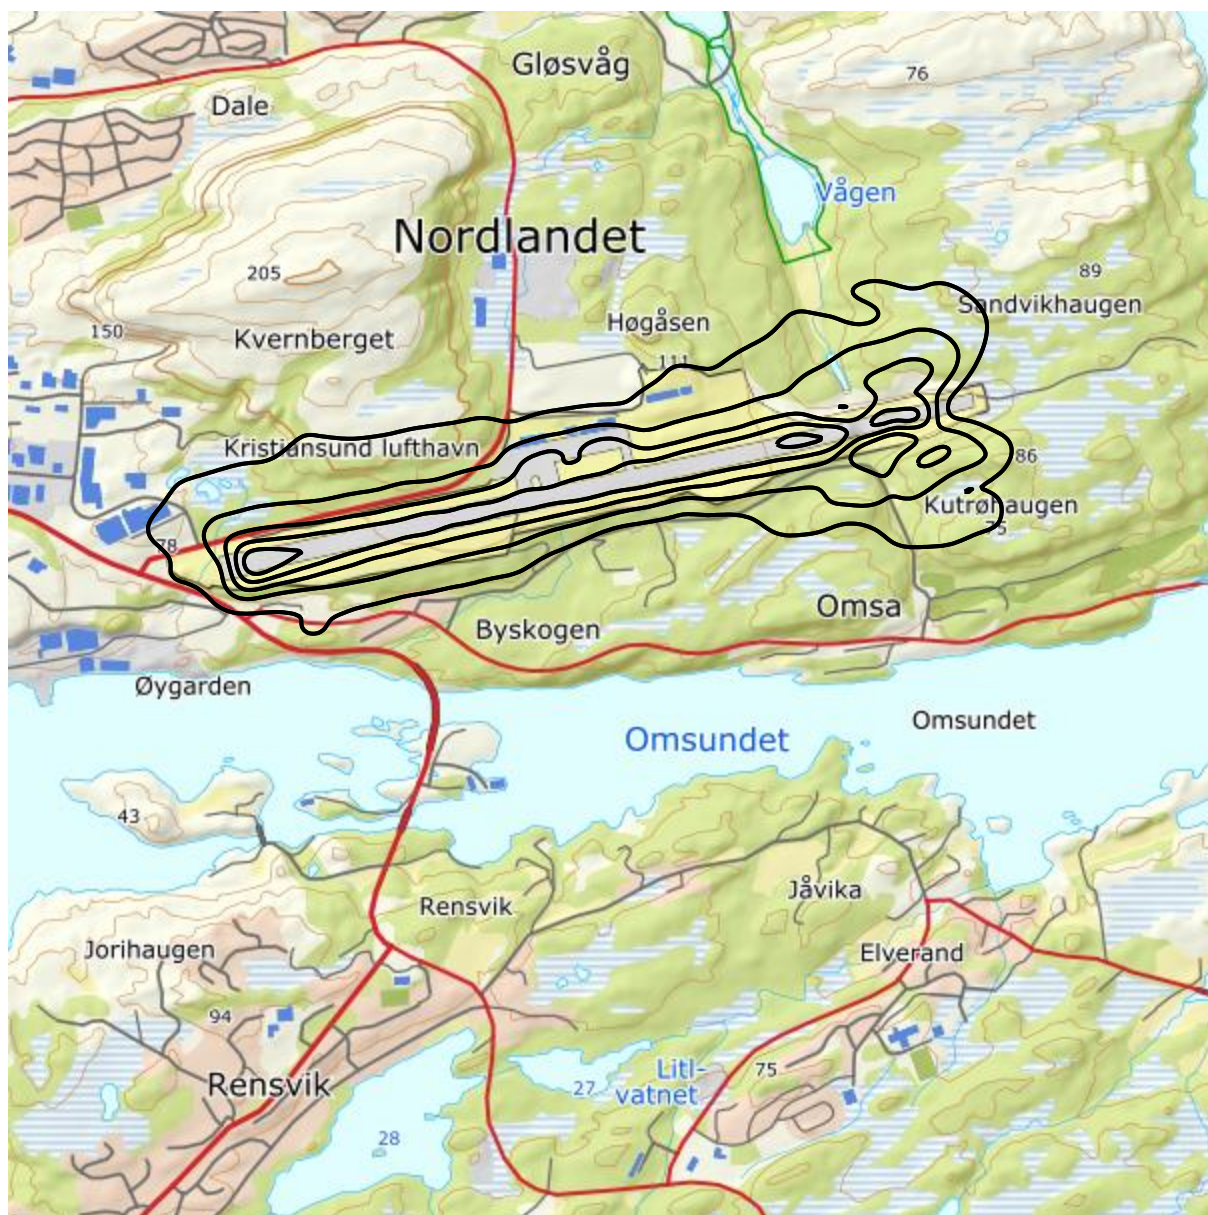 Gløsvåg
76
Dale
Vågen
Nordlandet
205
89
Sandvikhaugen
150
Høgåsen
Kvernberget
111
Kristiansund lufthavn
86
Kutrøhaugen
75
78
Omsa
Byskogen
Øygarden
Omsundet
Omsundet
43
Jåvika
Rensvik
Jorihaugen
Elverand
94
Litl-
vatnet
75
27
Rensvik
28